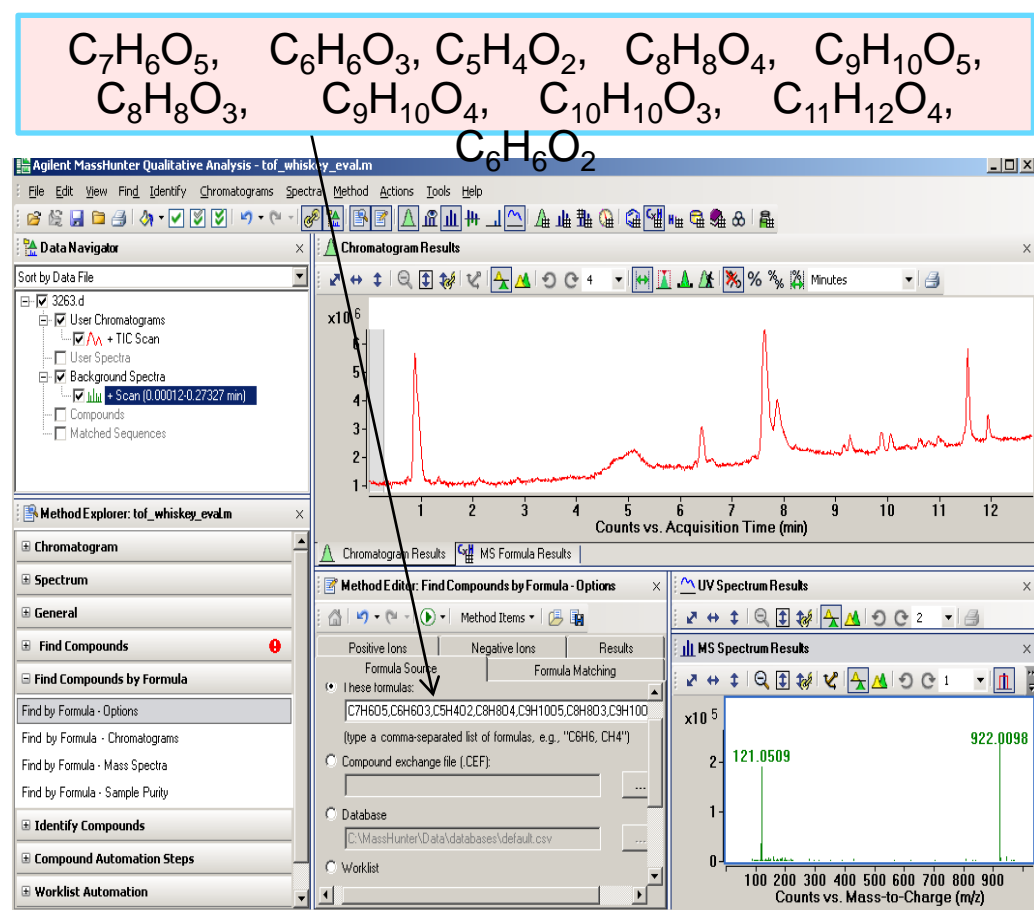 C₇H₆O₅, C₆H₆O₃, C₅H₄O₂, C₈H₈O₄, C₉H₁₀O₅,
C₈H₈O₃, C₉H₁₀O₄, C₁₀H₁₀O₃, C₁₁H₁₂O₄,
C₆H₆O₂
Agilent MassHunter Qualitative Analysis - tof_whiskey_eval.m
File Edit View Find Identify Chromatograms Spectral Method Actions Tools Help
Data Navigator
Sort by Data File
3263.d
User Chromatograms
+ TIC Scan
User Spectra
Background Spectra
+ Scan (0.00012-0.27327 min)
Compounds
Matched Sequences
Chromatogram Results
4 % % Minutes
x10 6
6
5
4
3
2
1
1 2 3 4 5 6 7 8 9 10 11 12
Counts vs. Acquisition Time (min)
Chromatogram Results MS Formula Results
Method Explorer: tof_whiskey_eval.m
Chromatogram
Spectrum
General
Find Compounds
Find Compounds by Formula
Find by Formula - Options
Find by Formula - Chromatograms
Find by Formula - Mass Spectra
Find by Formula - Sample Purity
Identify Compounds
Compound Automation Steps
Worklist Automation
Method Editor: Find Compounds by Formula - Options
Method Items
Positive Ions Negative Ions Results
Formula Source Formula Matching
These formulas:
C7H6O5,C6H6O3,C5H4O2,C8H8O4,C9H10O5,C8H8O3,C9H10O
(type a comma-separated list of formulas, e.g., "C6H6, CH4")
Compound exchange file (.CEF):
...
Database
C:\MassHunter\Data\databases\default.csv ...
Worklist
UV Spectrum Results
2
MS Spectrum Results
1
x10 5
922.0098
121.0509
2
1
0
100 200 300 400 500 600 700 800 900
Counts vs. Mass-to-Charge (m/z)